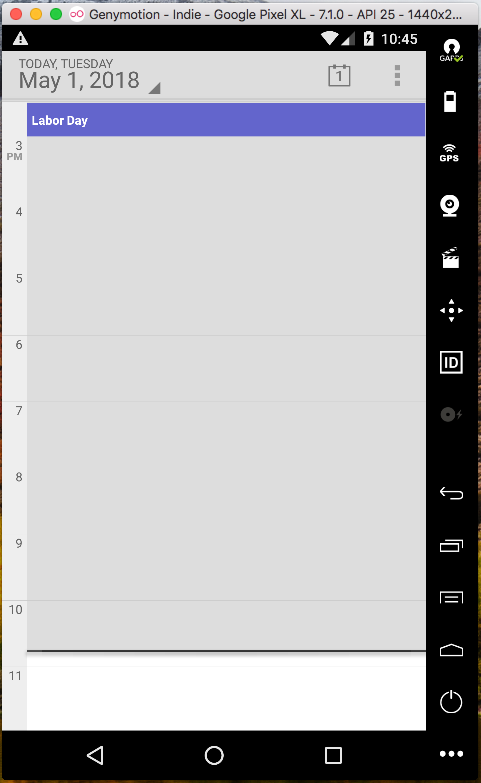 Genymotion - Indie - Google Pixel XL - 7.1.0 - API 25 - 1440x2...
10:45
TODAY, TUESDAY
May 1, 2018
1
Labor Day
3
PM
4
5
6
7
8
9
10
11
GAPPS
GPS
ID